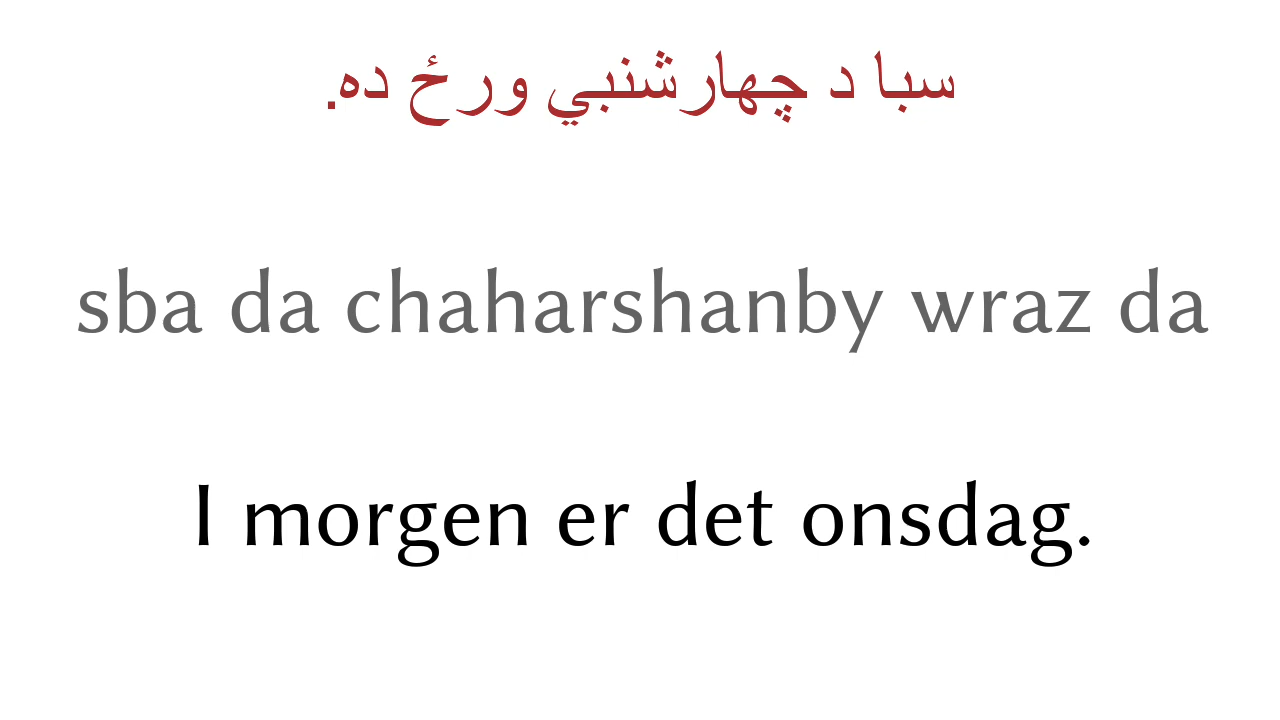 سبا د چهارشنبي ورځ ده.
sba da chaharshanby wraz da
I morgen er det onsdag.